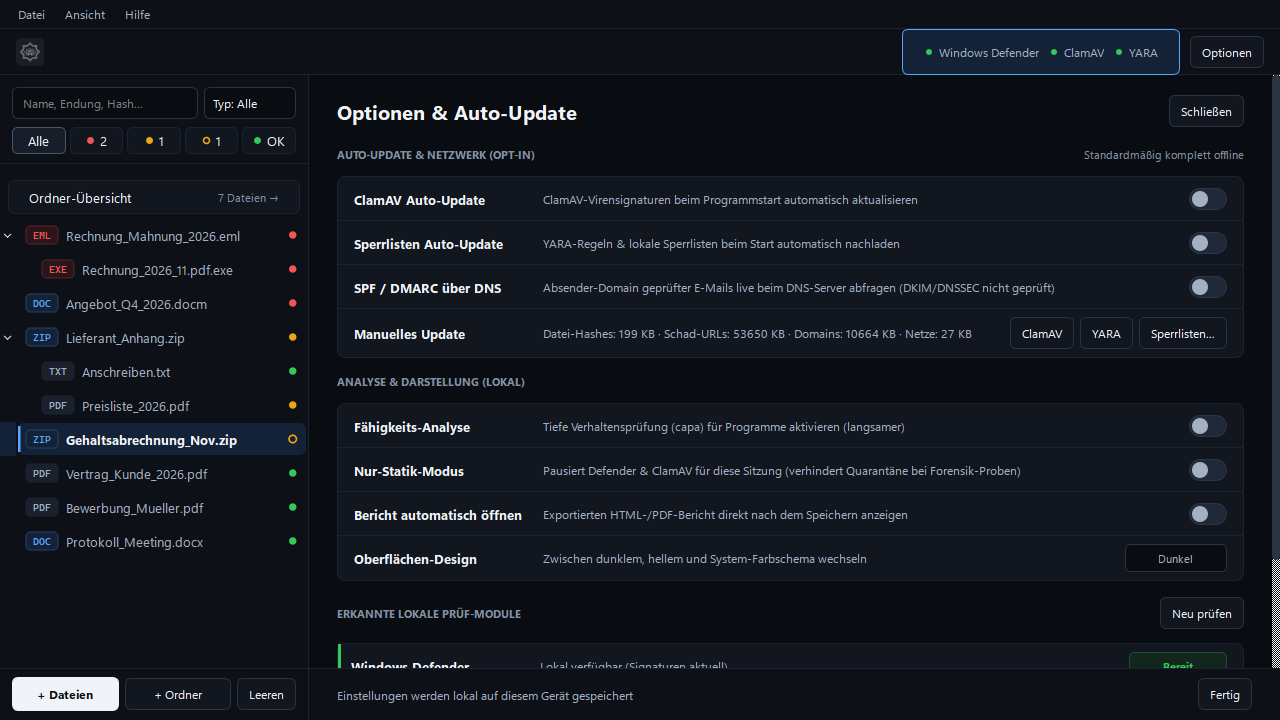 Datei Ansicht Hilfe
Windows Defender ClamAV YARA Optionen
Name, Endung, Hash... Typ: Alle
Alle 2 1 1 OK
Ordner-Übersicht 7 Dateien →
EML Rechnung_Mahnung_2026.eml
EXE Rechnung_2026_11.pdf.exe
DOC Angebot_Q4_2026.docm
ZIP Lieferant_Anhang.zip
TXT Anschreiben.txt
PDF Preisliste_2026.pdf
ZIP Gehaltsabrechnung_Nov.zip
PDF Vertrag_Kunde_2026.pdf
PDF Bewerbung_Mueller.pdf
DOC Protokoll_Meeting.docx
+ Dateien + Ordner Leeren
Optionen & Auto-Update Schließen
AUTO-UPDATE & NETZWERK (OPT-IN) Standardmäßig komplett offline
ClamAV Auto-Update ClamAV-Virensignaturen beim Programmstart automatisch aktualisieren
Sperrlisten Auto-Update YARA-Regeln & lokale Sperrlisten beim Start automatisch nachladen
SPF / DMARC über DNS Absender-Domain geprüfter E-Mails live beim DNS-Server abfragen (DKIM/DNSSEC nicht geprüft)
Manuelles Update Datei-Hashes: 199 KB · Schad-URLs: 53650 KB · Domains: 10664 KB · Netze: 27 KB ClamAV YARA Sperrlisten...
ANALYSE & DARSTELLUNG (LOKAL)
Fähigkeits-Analyse Tiefe Verhaltensprüfung (capa) für Programme aktivieren (langsamer)
Nur-Statik-Modus Pausiert Defender & ClamAV für diese Sitzung (verhindert Quarantäne bei Forensik-Proben)
Bericht automatisch öffnen Exportierten HTML-/PDF-Bericht direkt nach dem Speichern anzeigen
Oberflächen-Design Zwischen dunklem, hellem und System-Farbschema wechseln Dunkel
ERKANNTE LOKALE PRÜF-MODULE Neu prüfen
Windows Defender Lokal verfügbar (Signaturen aktuell) Bereit
Einstellungen werden lokal auf diesem Gerät gespeichert Fertig